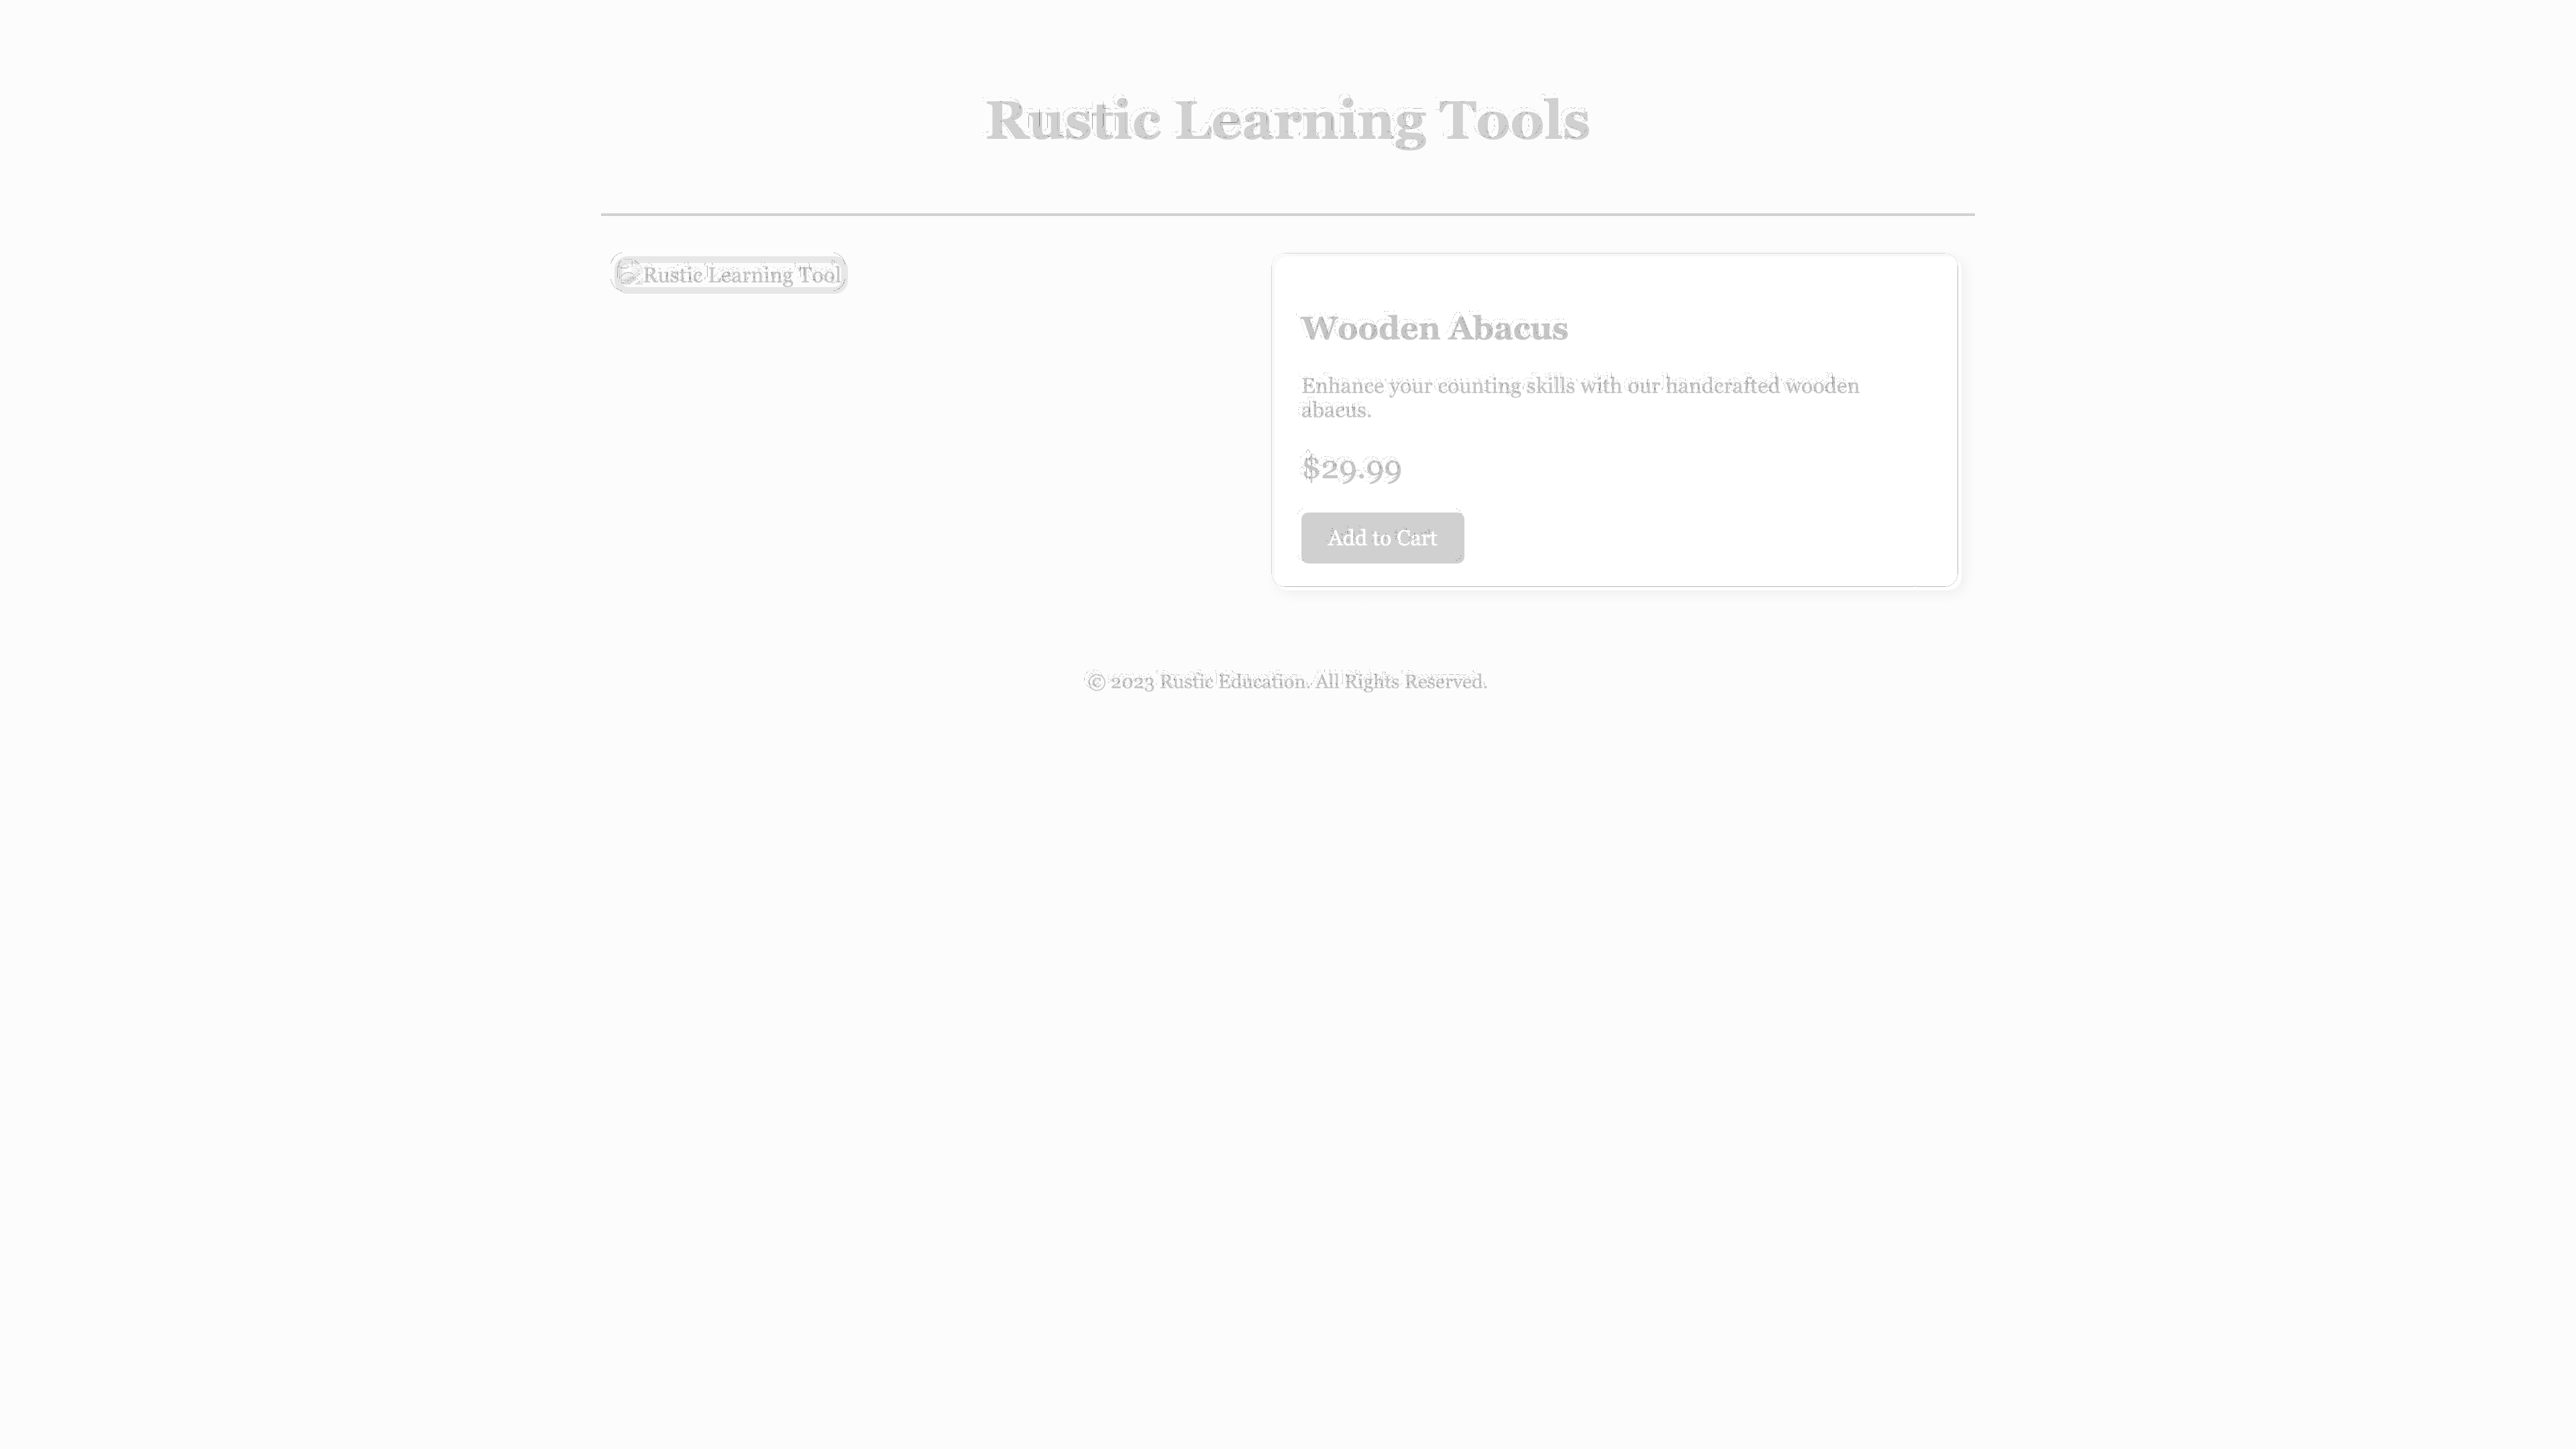 Rustic Learning Tools
Rustic Learning Tool
Wooden Abacus
Enhance your counting skills with our handcrafted wooden
abacus.
$29.99
Add to Cart
© 2023 Rustic Education. All Rights Reserved.